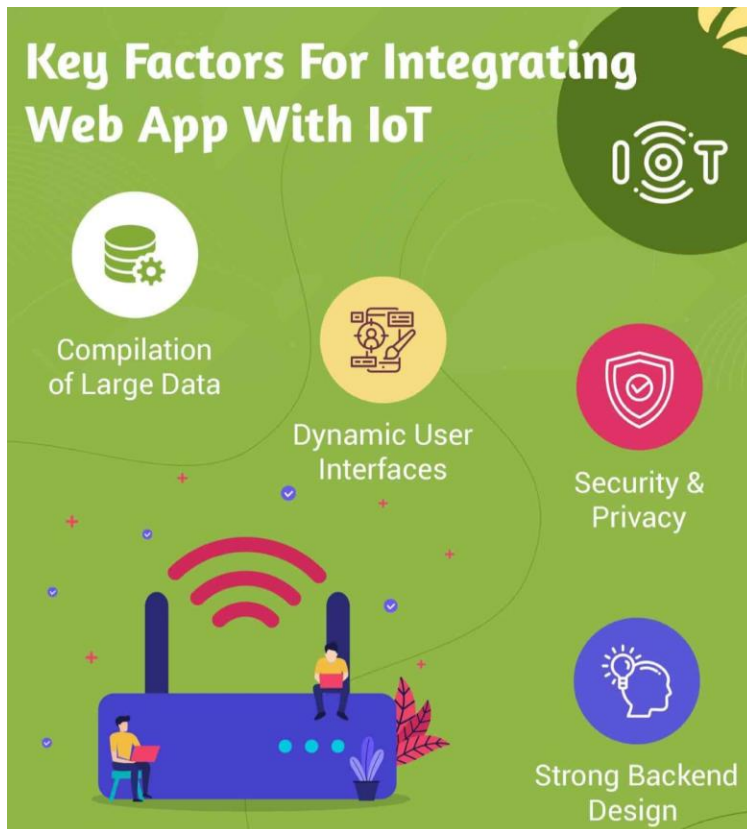 Key Factors For Integrating
Web App With IoT
IOT
Compilation
of Large Data
Dynamic User
Interfaces
Security &
Privacy
Strong Backend
Design